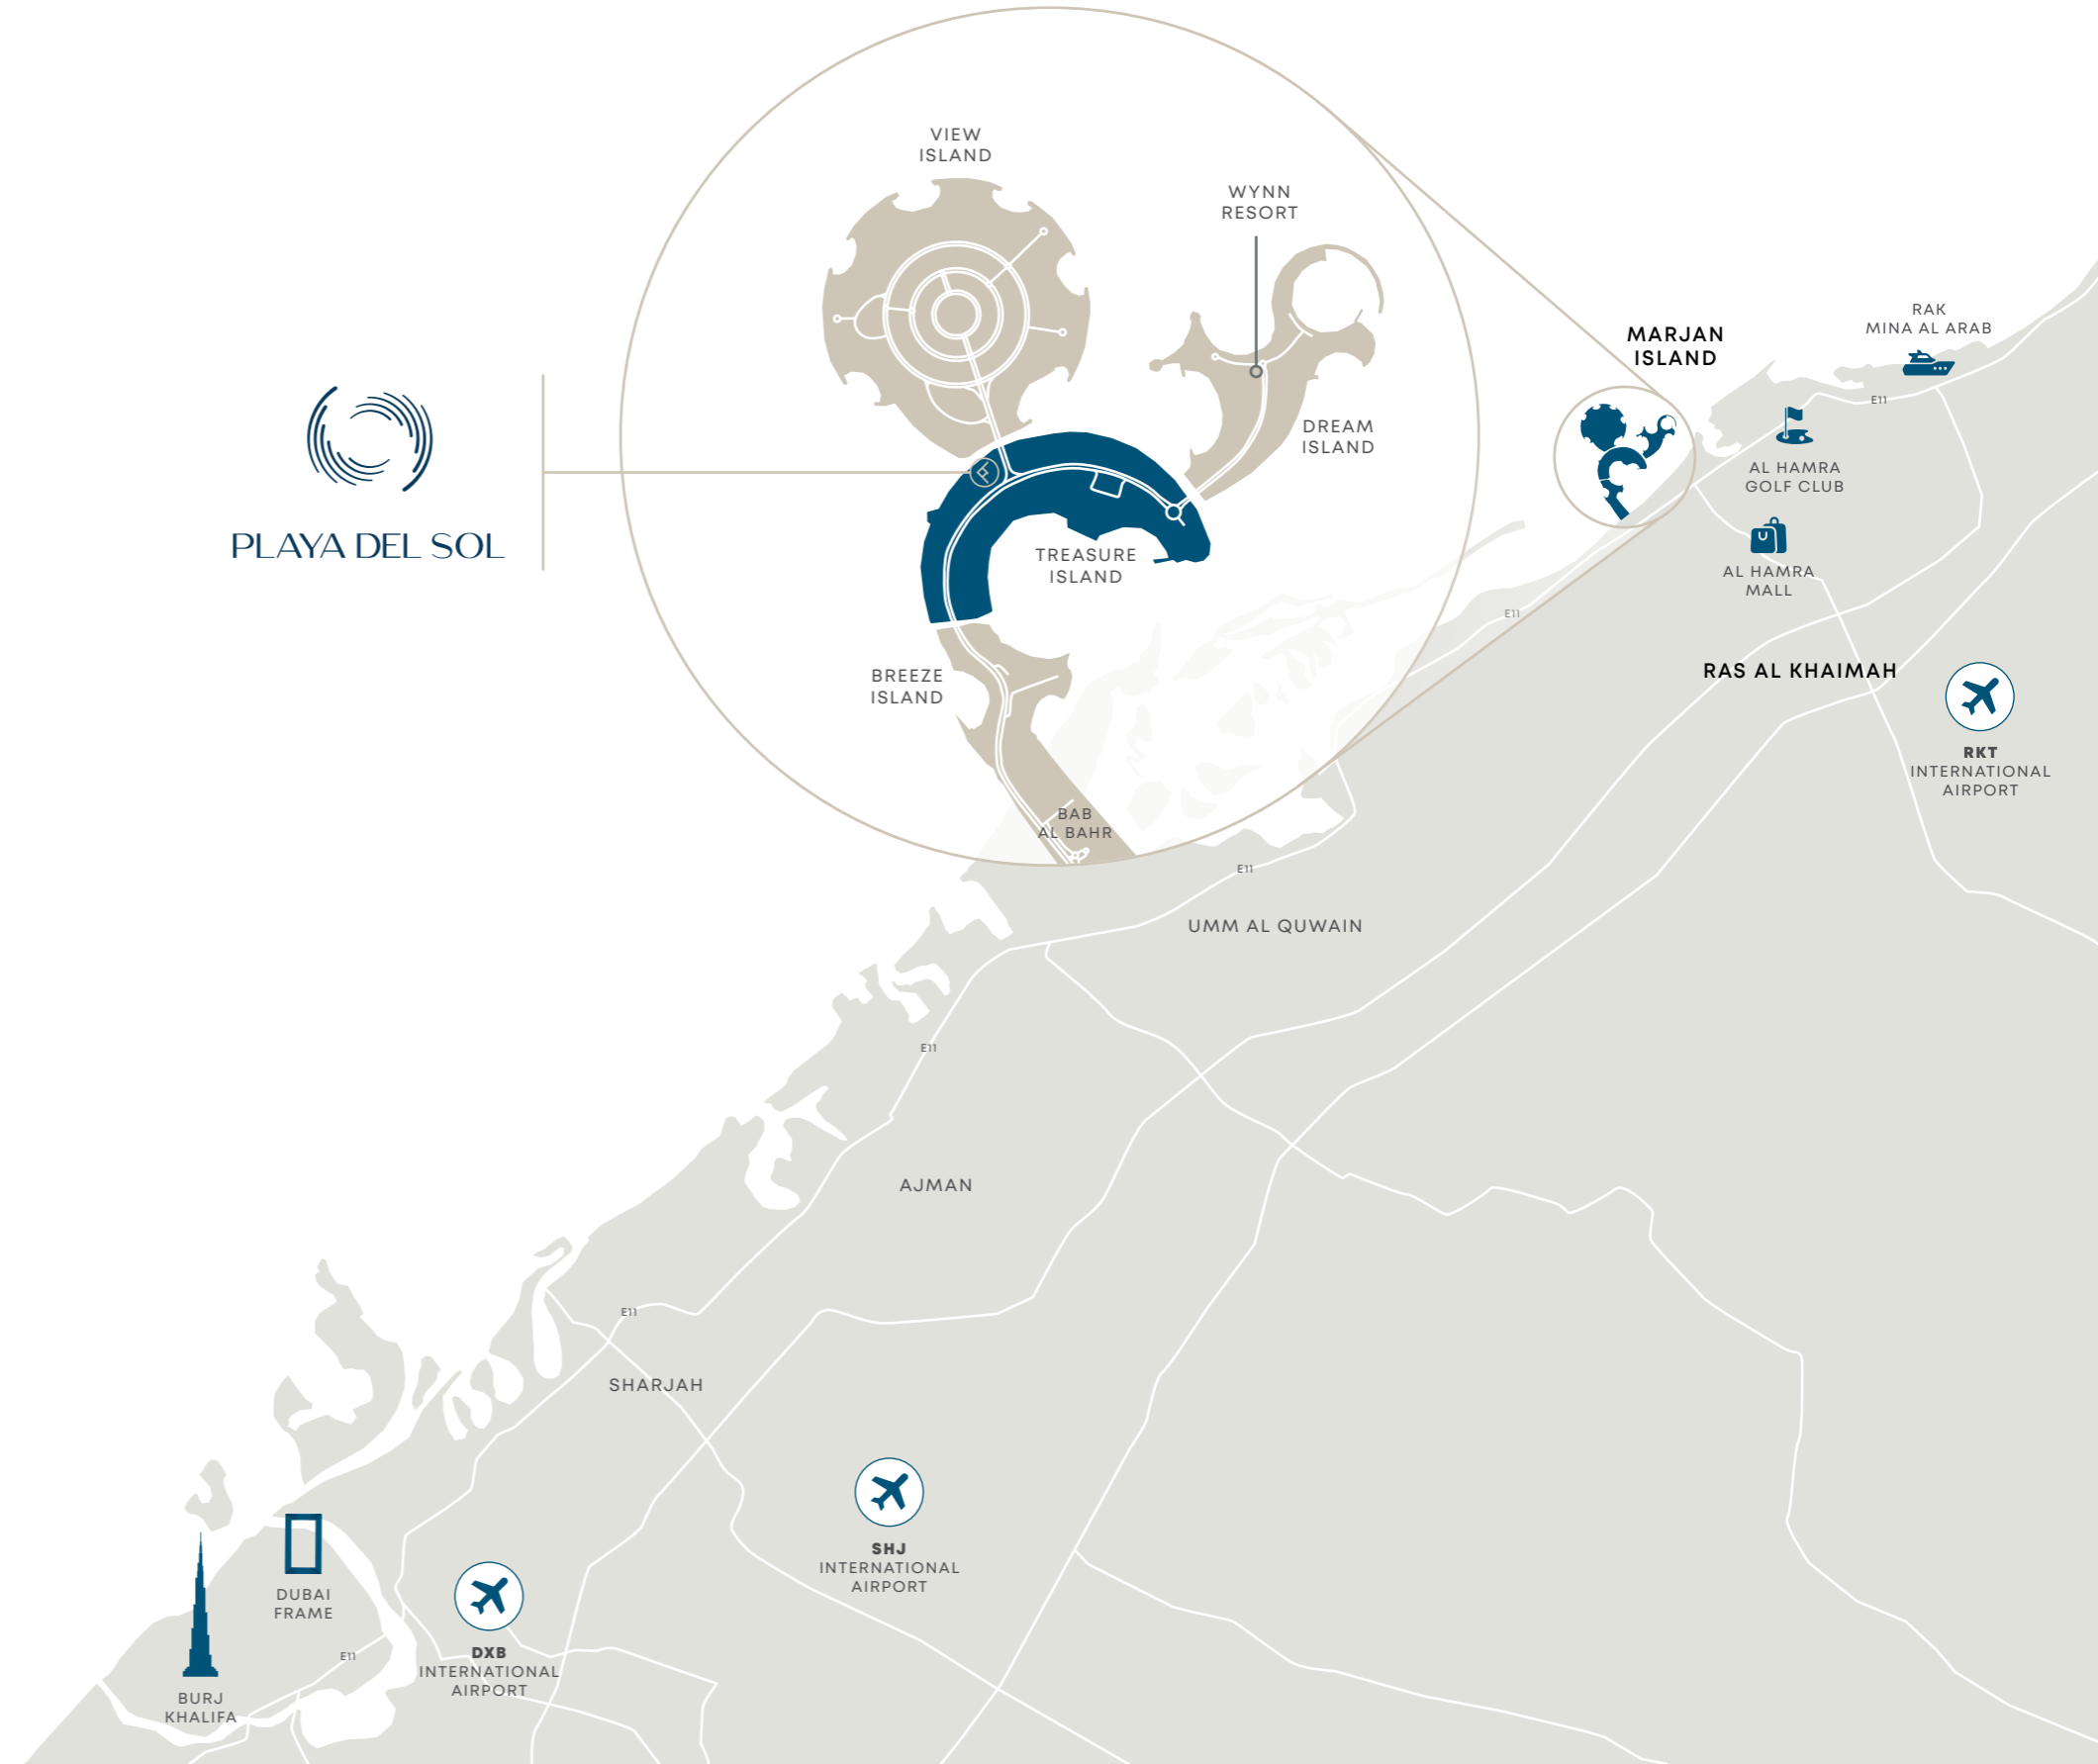 VIEW
ISLAND
WYNN
RESORT
RAK
MINA AL ARAB
MARJAN
ISLAND
E11
DREAM
ISLAND
AL HAMRA
GOLF CLUB
PLAYA DEL SOL
TREASURE
ISLAND
AL HAMRA
MALL
E11
BREEZE
ISLAND
RAS AL KHAIMAH
RKT
INTERNATIONAL
AIRPORT
BAB
AL BAHR
E11
UMM AL QUWAIN
E11
AJMAN
E11
SHARJAH
SHJ
INTERNATIONAL
AIRPORT
DUBAI
FRAME
E11
DXB
INTERNATIONAL
AIRPORT
BURJ
KHALIFA